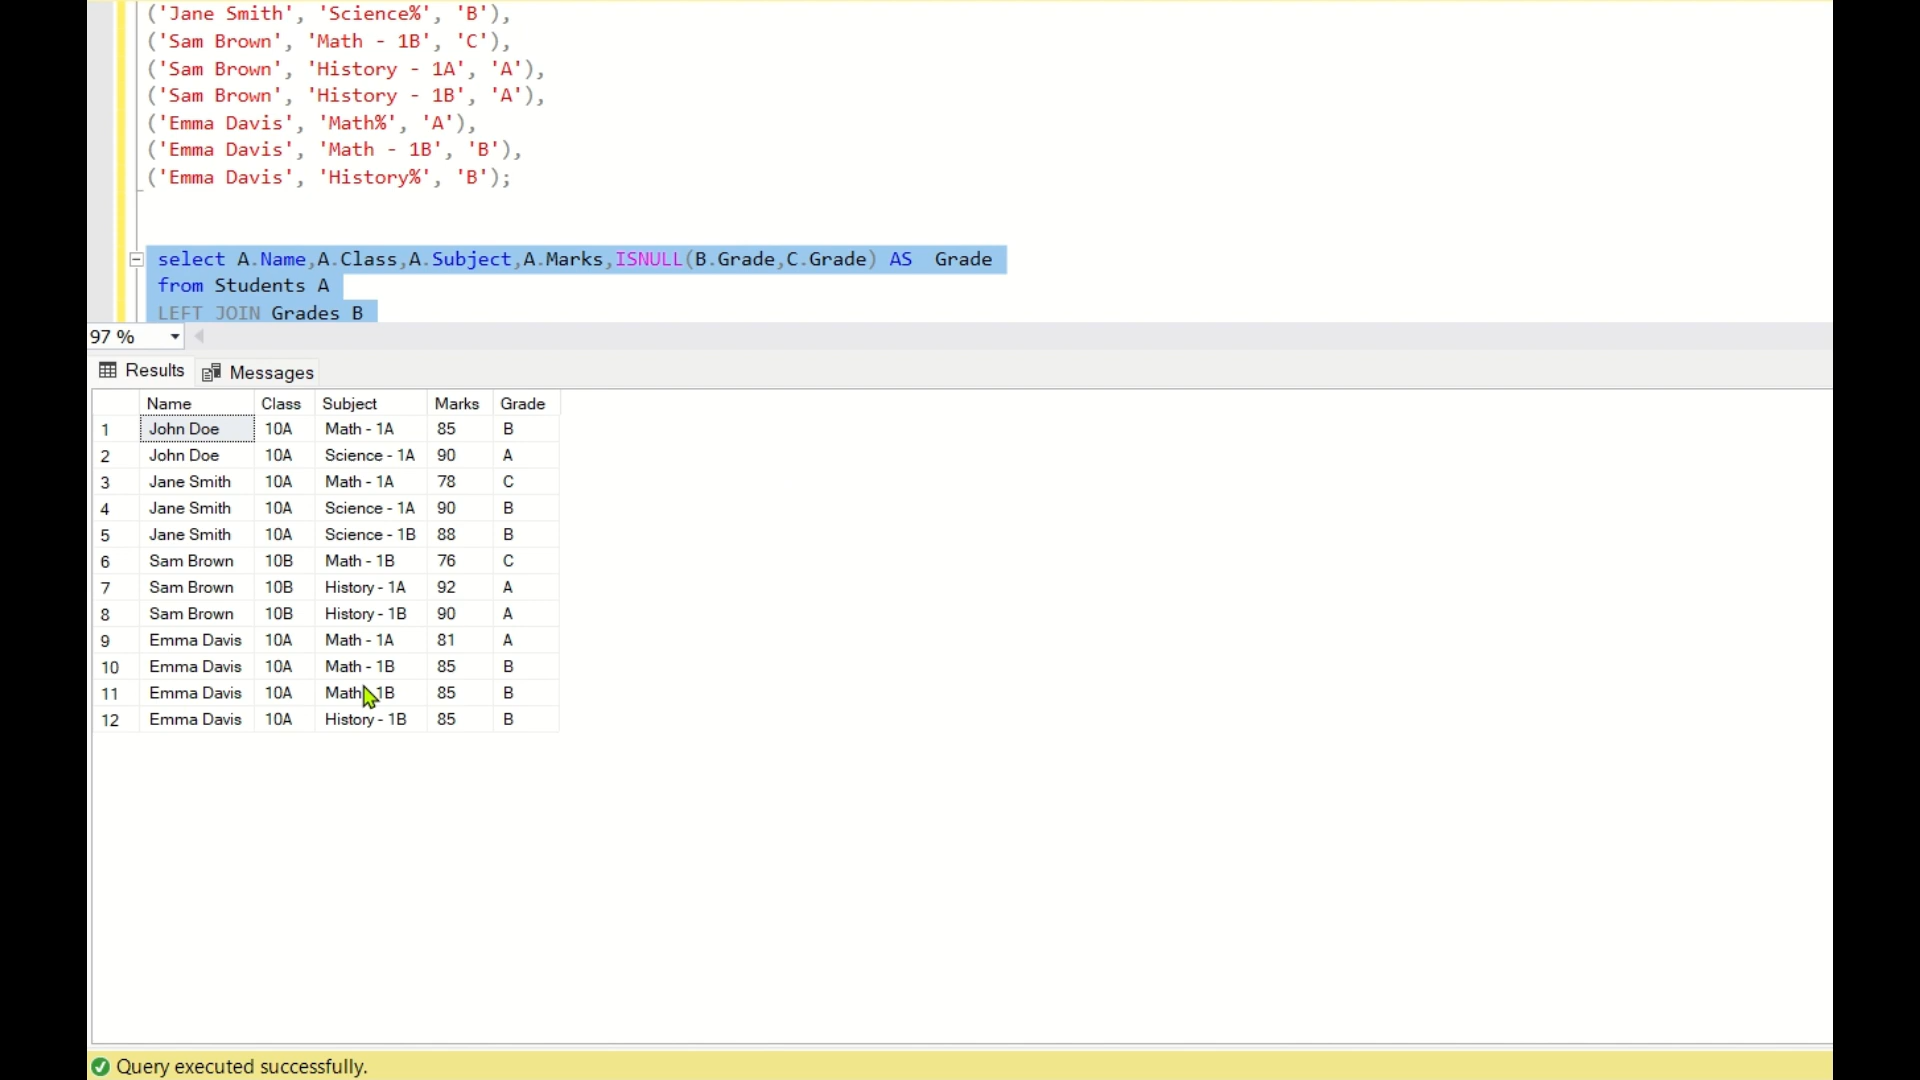 ('Jane Smith', 'Science%', 'B'),
('Sam Brown', 'Math - 1B', 'C'),
('Sam Brown', 'History - 1A', 'A'),
('Sam Brown', 'History - 1B', 'A'),
('Emma Davis', 'Math%', 'A'),
('Emma Davis', 'Math - 1B', 'B'),
('Emma Davis', 'History%', 'B');
select A.Name,A.Class,A.Subject,A.Marks,ISNULL(B.Grade,C.Grade) AS  Grade
from Students A
LEFT JOIN Grades B
97 %
Results Messages
Name Class Subject Marks Grade
1 John Doe 10A Math - 1A 85 B
2 John Doe 10A Science - 1A 90 A
3 Jane Smith 10A Math - 1A 78 C
4 Jane Smith 10A Science - 1A 90 B
5 Jane Smith 10A Science - 1B 88 B
6 Sam Brown 10B Math - 1B 76 C
7 Sam Brown 10B History - 1A 92 A
8 Sam Brown 10B History - 1B 90 A
9 Emma Davis 10A Math - 1A 81 A
10 Emma Davis 10A Math - 1B 85 B
11 Emma Davis 10A Math - 1B 85 B
12 Emma Davis 10A History - 1B 85 B
Query executed successfully.